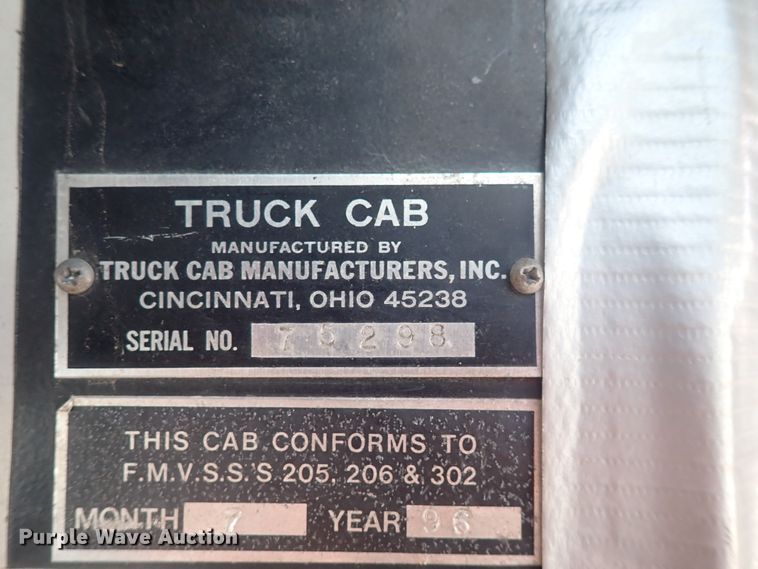 TRUCK CAB
MANUFACTURED BY
TRUCK CAB MANUFACTURERS, INC.
CINCINNATI, OHIO 45238
SERIAL NO. 75298
THIS CAB CONFORMS TO
F.M.V.S.S.'S 205, 206 & 302
MONTH 7 YEAR 96
Purple Wave Auction